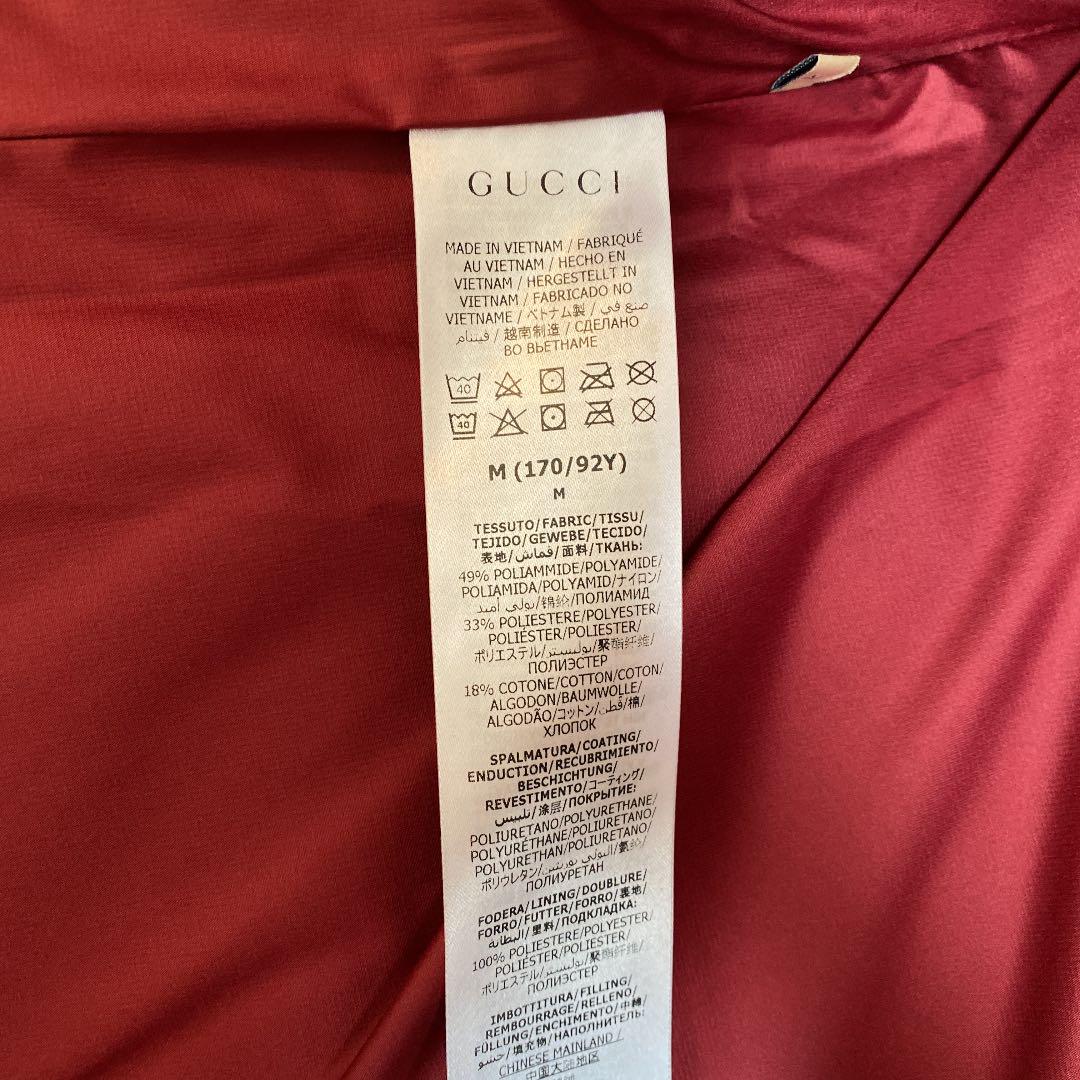 GUCCI
MADE IN VIETNAM / FABRIQUÉ
AU VIETNAM / HECHO EN
VIETNAM / HERGESTELLT IN
VIETNAM / FABRICADO NO
VIETNAME / ベトナム製 / صنع في
فيتنام / 越南制造 / СДЕЛАНО
ВО ВЬЕТНАМЕ
40
40
M (170/92Y)
M
TESSUTO/FABRIC/TISSU/
TEJIDO/GEWEBE/TECIDO/
表地/قماش/面料/ТКАНЬ:
49% POLIAMMIDE/POLYAMIDE/
POLIAMIDA/POLYAMID/ナイロン/
بولي أميد/锦纶/ПОЛИАМИД
33% POLIESTERE/POLYESTER/
POLIÉSTER/POLIESTER/
ポリエステル/بوليستر/聚酯纤维/
ПОЛИЭСТЕР
18% COTONE/COTTON/COTON/
ALGODON/BAUMWOLLE/
ALGODÃO/コットン/قطن/棉/
ХЛОПОК
SPALMATURA/COATING/
ENDUCTION/RECUBRIMIENTO/
BESCHICHTUNG/
REVESTIMENTO/コーティング/
تلبيس/涂层/ПОКРЫТИЕ:
POLIURETANO/POLYURETHANE/
POLYURÉTHANE/POLIURETANO/
POLYURETHAN/POLIURETANO/
ポリウレタン/البولي يوريثين/氨纶/
ПОЛИУРЕТАН
FODERA/LINING/DOUBLURE/
FORRO/FUTTER/FORRO/裏地/
البطانة/里料/ПОДКЛАДКА:
100% POLIESTERE/POLYESTER/
POLIÉSTER/POLIESTER/
ポリエステル/بوليستر/聚酯纤维/
ПОЛИЭСТЕР
IMBOTTITURA/FILLING/
REMBOURRAGE/RELLENO/
FÜLLUNG/ENCHIMENTO/中綿/
حشو/填充物/НАПОЛНИТЕЛЬ:
CHINESE MAINLAND /
中国大陆地区